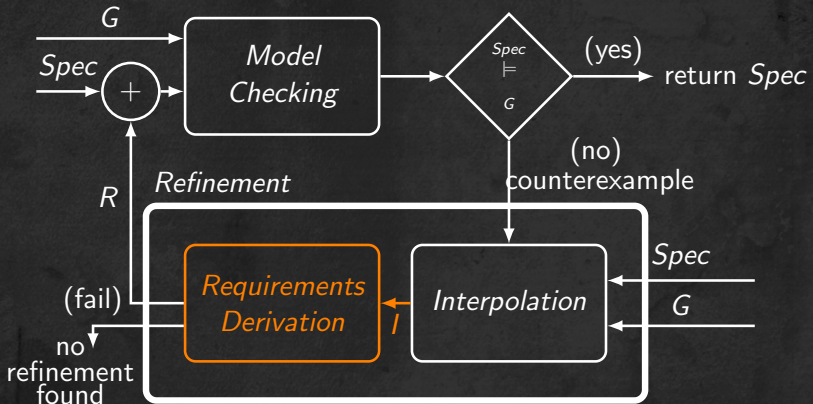 G
Spec
+
Model
Checking
Spec
⊨
G
(yes)
return Spec
(no)
counterexample
Refinement
R
Requirements
Derivation
I
Interpolation
Spec
G
(fail)
no
refinement
found